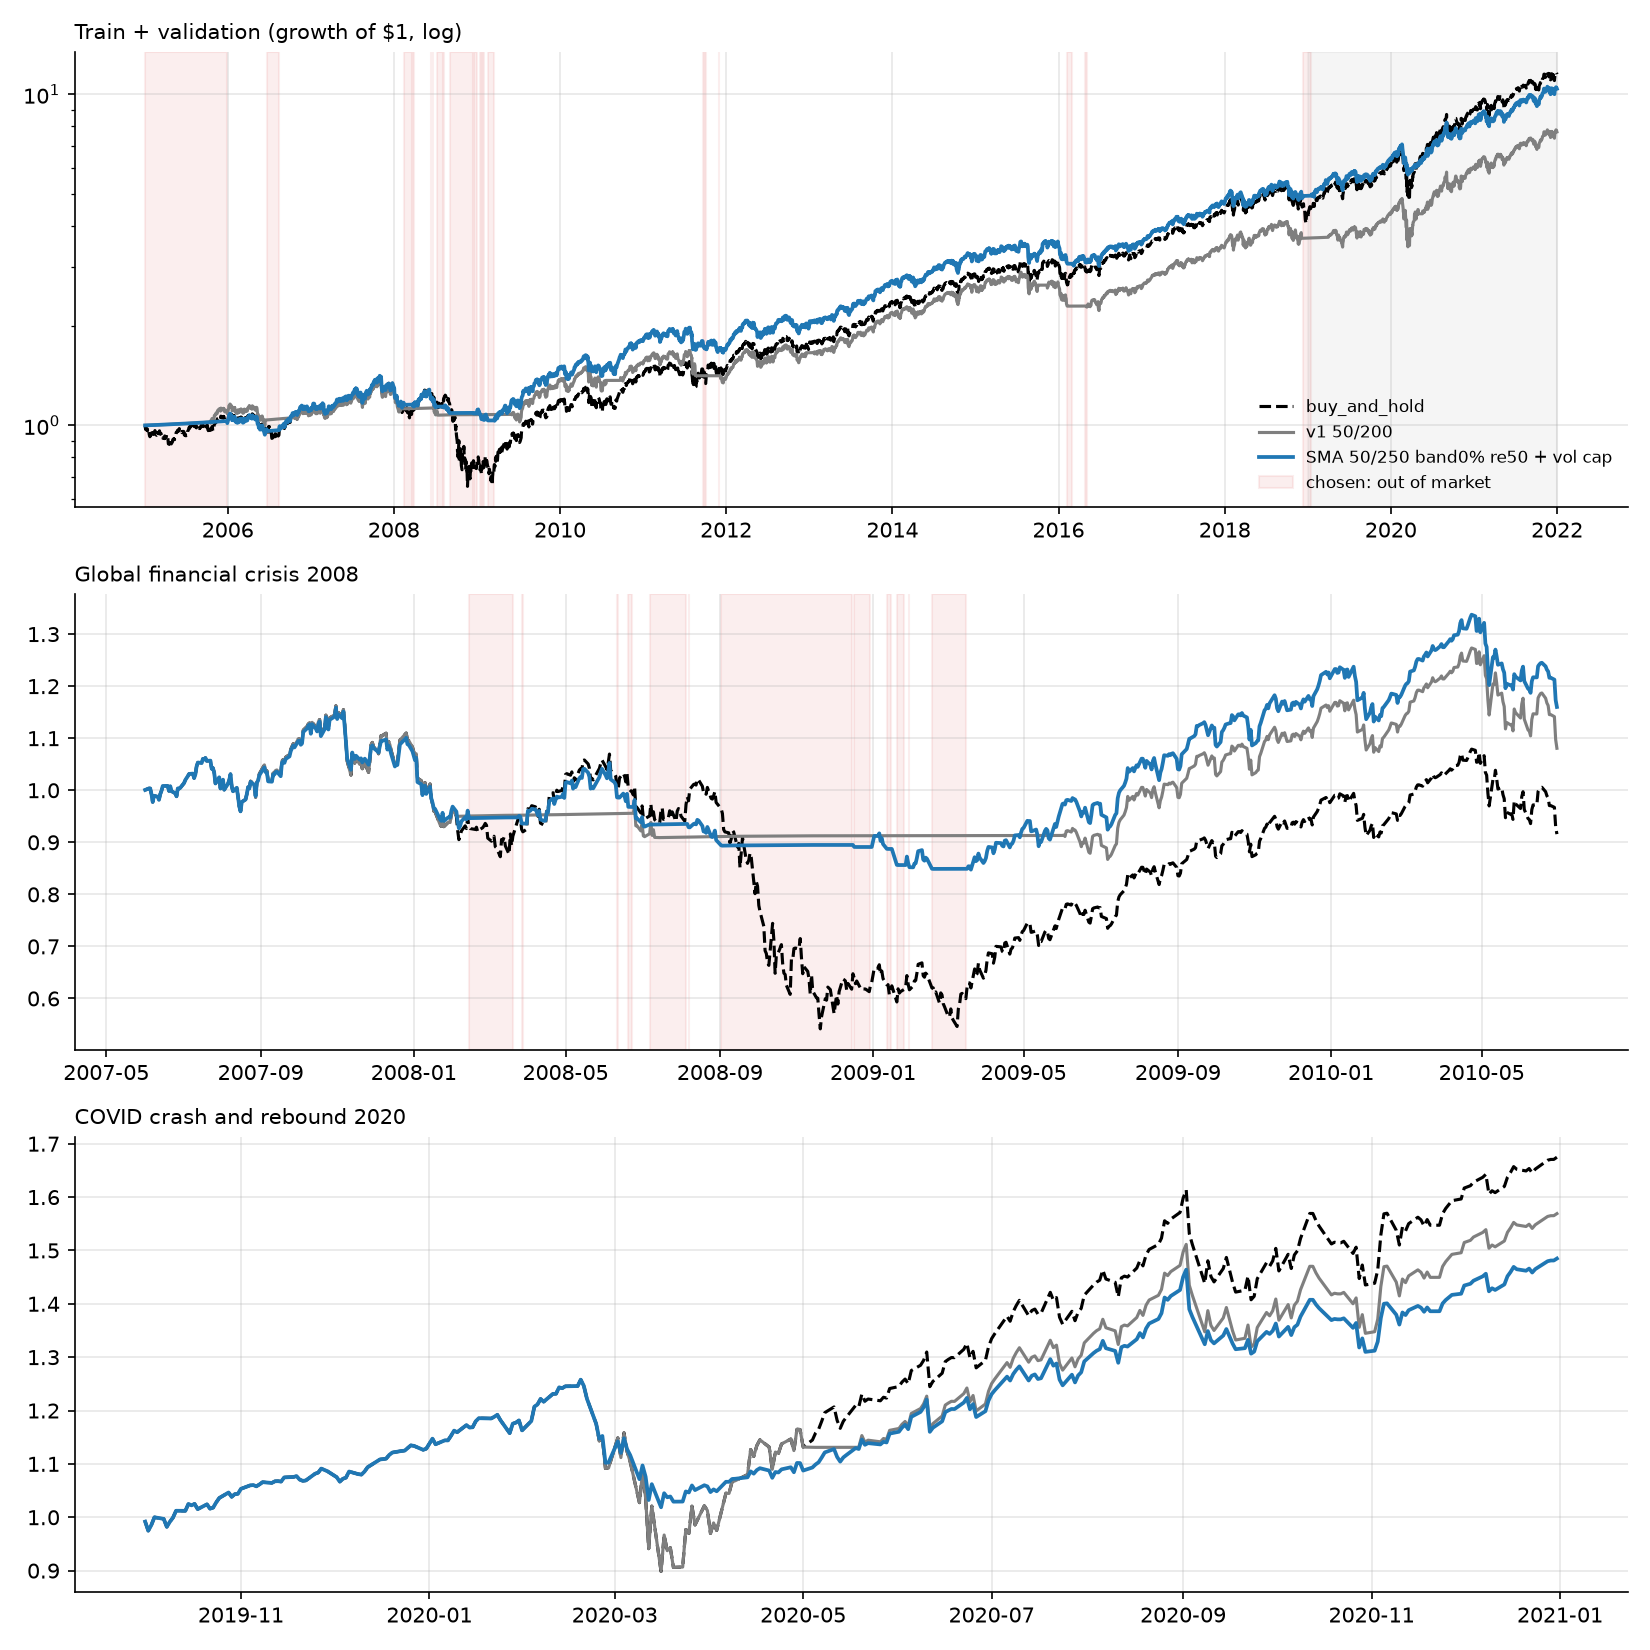 Train + validation (growth of $1, log)
10¹
10⁰
buy_and_hold
v1 50/200
SMA 50/250 band0% re50 + vol cap
chosen: out of market
2006 2008 2010 2012 2014 2016 2018 2020 2022
Global financial crisis 2008
1.3
1.2
1.1
1.0
0.9
0.8
0.7
0.6
2007-05 2007-09 2008-01 2008-05 2008-09 2009-01 2009-05 2009-09 2010-01 2010-05
COVID crash and rebound 2020
1.7
1.6
1.5
1.4
1.3
1.2
1.1
1.0
0.9
2019-11 2020-01 2020-03 2020-05 2020-07 2020-09 2020-11 2021-01